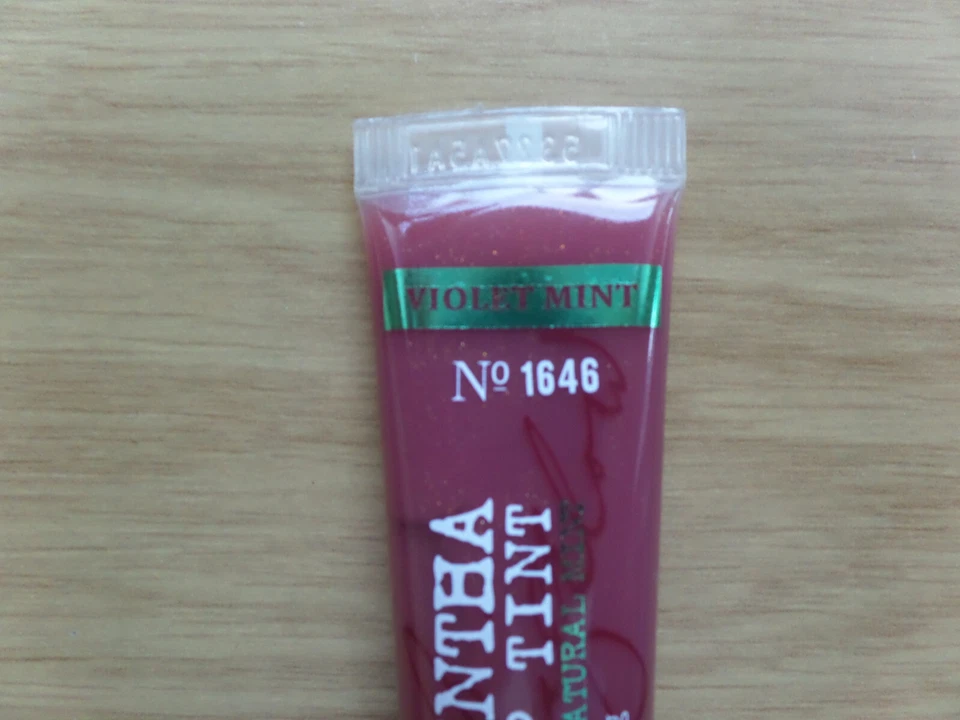 VIOLET MINT
Nº 1646
NTHA
TINT
ATURAL MINT